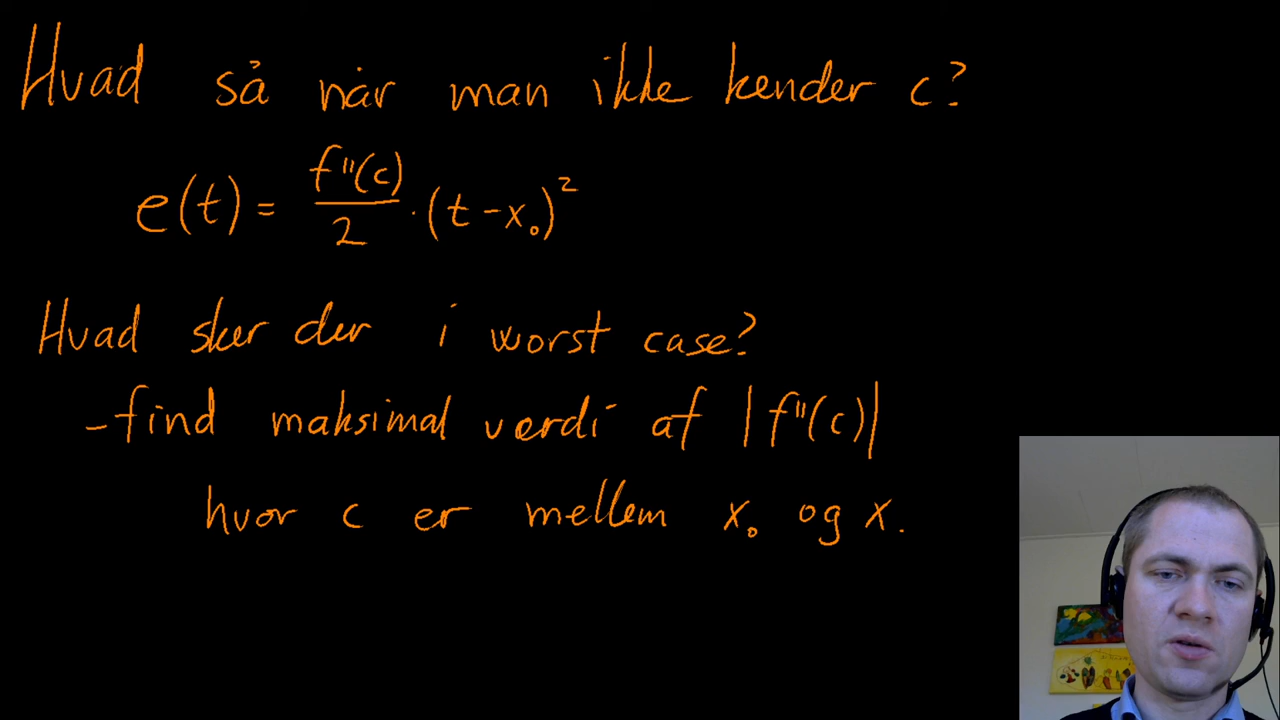 Hvad så når man ikke kender c?
e(t) = f''(c)/2 · (t - x₀)²
Hvad sker der i worst case?
- find maksimal værdi af |f''(c)|
hvor c er mellem x₀ og x.